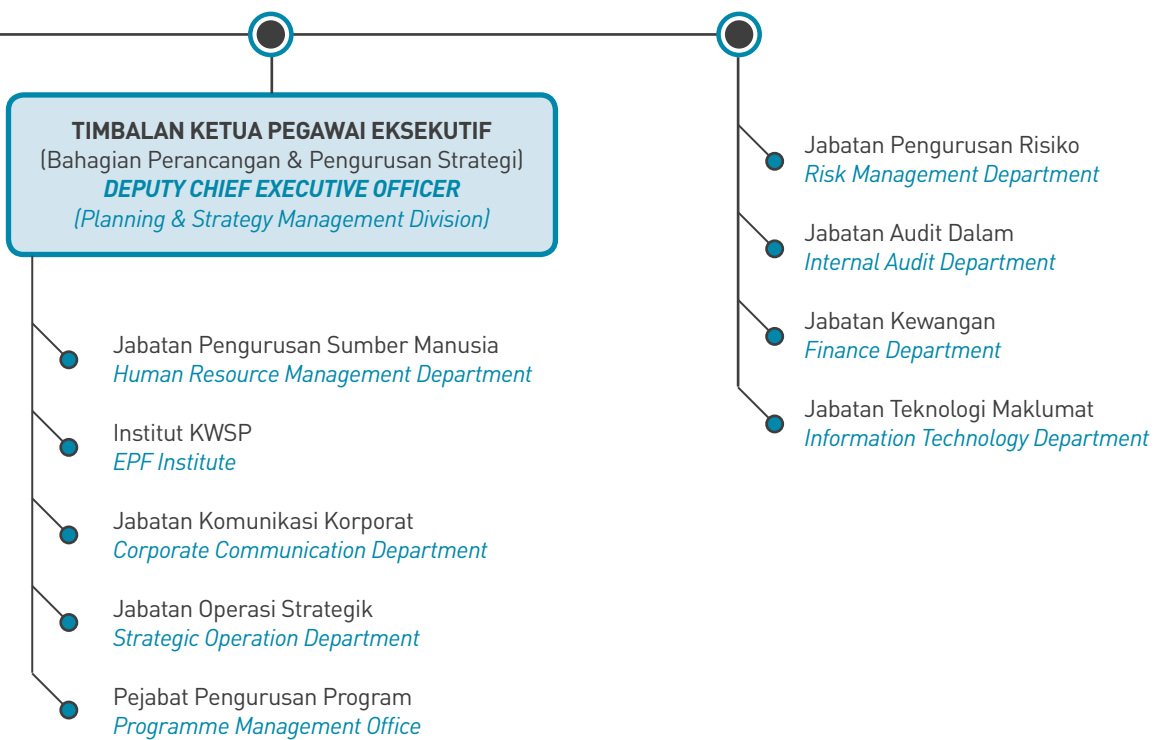 TIMBALAN KETUA PEGAWAI EKSEKUTIF
(Bahagian Perancangan & Pengurusan Strategi)
DEPUTY CHIEF EXECUTIVE OFFICER
(Planning & Strategy Management Division)
Jabatan Pengurusan Sumber Manusia
Human Resource Management Department
Institut KWSP
EPF Institute
Jabatan Komunikasi Korporat
Corporate Communication Department
Jabatan Operasi Strategik
Strategic Operation Department
Pejabat Pengurusan Program
Programme Management Office
Jabatan Pengurusan Risiko
Risk Management Department
Jabatan Audit Dalam
Internal Audit Department
Jabatan Kewangan
Finance Department
Jabatan Teknologi Maklumat
Information Technology Department